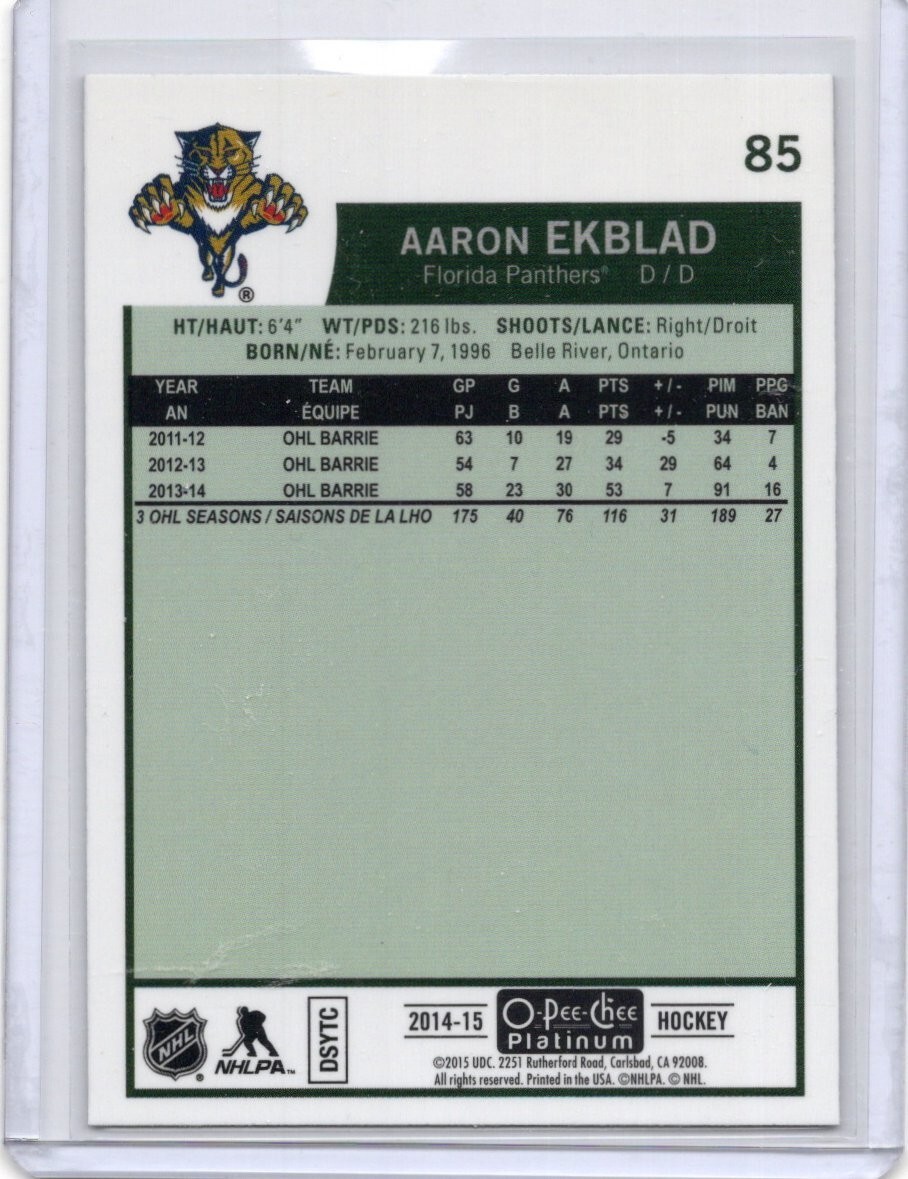 85
AARON EKBLAD
Florida Panthers® D / D
HT/HAUT: 6'4" WT/PDS: 216 lbs. SHOOTS/LANCE: Right/Droit
BORN/NÉ: February 7, 1996 Belle River, Ontario
YEAR TEAM GP G A PTS +/- PIM PPG
AN ÉQUIPE PJ B A PTS +/- PUN BAN
2011-12 OHL BARRIE 63 10 19 29 -5 34 7
2012-13 OHL BARRIE 54 7 27 34 29 64 4
2013-14 OHL BARRIE 58 23 30 53 7 91 16
3 OHL SEASONS / SAISONS DE LA LHO 175 40 76 116 31 189 27
®
NHL
®
NHLPA™
DSYTC
2014-15 O-Pee-Chee HOCKEY
Platinum
©2015 UDC. 2251 Rutherford Road, Carlsbad, CA 92008.
All rights reserved. Printed in the USA. ©NHLPA. © NHL.